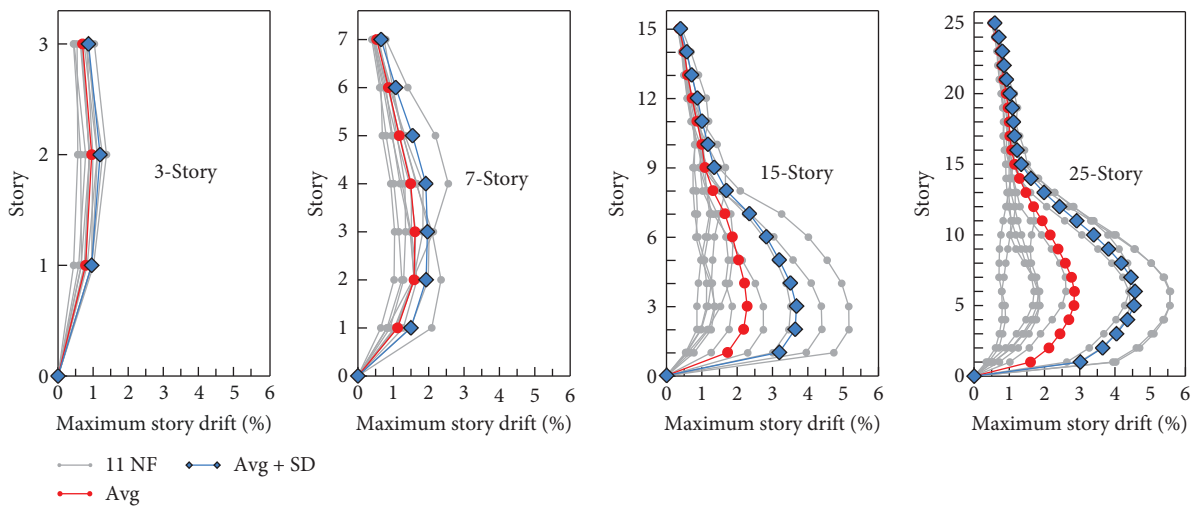 3
2
1
0
Story
3-Story
0 1 2 3 4 5 6
Maximum story drift (%)
7
6
5
4
3
2
1
0
Story
7-Story
0 1 2 3 4 5 6
Maximum story drift (%)
15
12
9
6
3
0
Story
15-Story
0 1 2 3 4 5 6
Maximum story drift (%)
25
20
15
10
5
0
Story
25-Story
0 1 2 3 4 5 6
Maximum story drift (%)
11 NF
Avg + SD
Avg